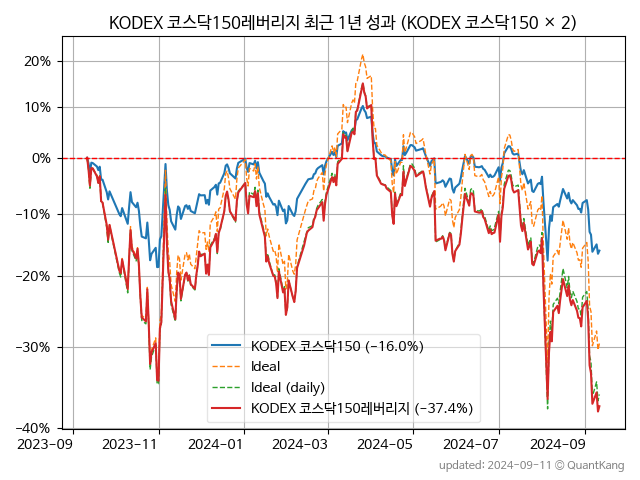 KODEX 코스닥150레버리지 최근 1년 성과 (KODEX 코스닥150 × 2)
20%
10%
0%
−10%
−20%
−30%
−40%
KODEX 코스닥150 (−16.0%)
Ideal
Ideal (daily)
KODEX 코스닥150레버리지 (−37.4%)
2023-09
2023-11
2024-01
2024-03
2024-05
2024-07
2024-09
updated: 2024-09-11 © QuantKang